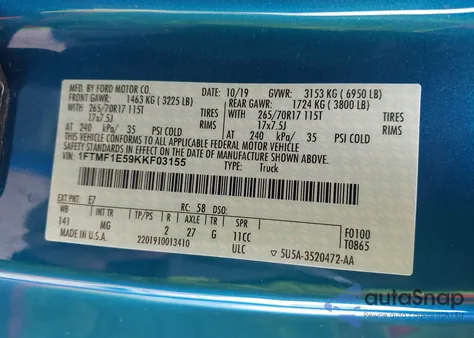 MFD. BY FORD MOTOR CO. DATE: 10/19 GVWR: 3153 KG ( 6950 LB)
FRONT GAWR: 1463 KG ( 3225 LB) REAR GAWR: 1724 KG ( 3800 LB)
WITH 265/70R17 115T TIRES WITH 265/70R17 115T TIRES
17x7.5J RIMS 17x7.5J RIMS
AT 240 kPa/ 35 PSI COLD AT 240 kPa/ 35 PSI COLD
THIS VEHICLE CONFORMS TO ALL APPLICABLE FEDERAL MOTOR VEHICLE
SAFETY STANDARDS IN EFFECT ON THE DATE OF MANUFACTURE SHOWN ABOVE.
VIN: 1FTMF1E59KKF03155 TYPE: Truck
EXT PNT: E7 RC: 58 DSO: F0100
WB INT TR TP/PS R AXLE TR SPR T0865
141 MG 2 27 G 11CC
MADE IN U.S.A. 2201910013410 ULC ▽ 5U5A-3520472-AA
autoSnap